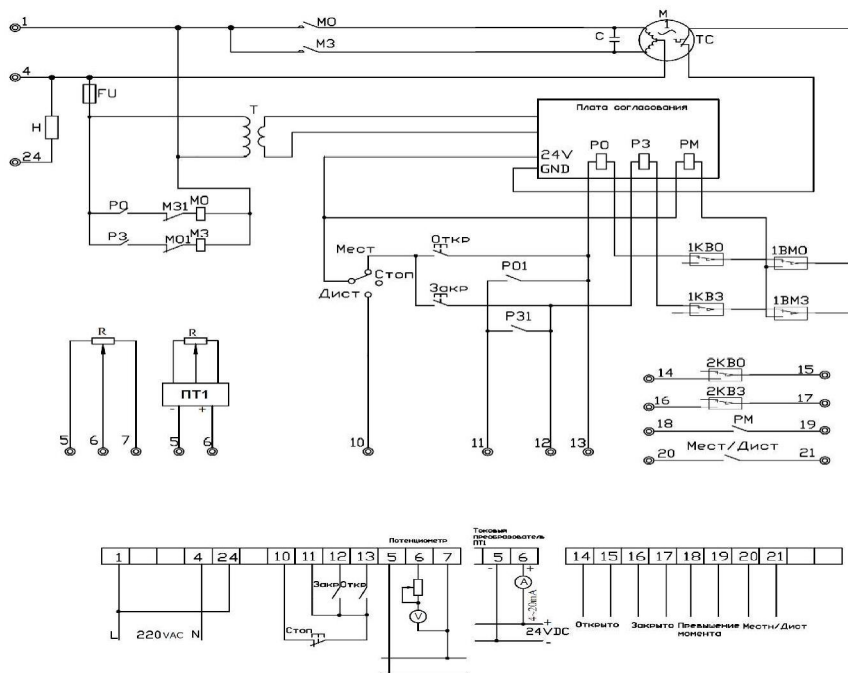 1 МО М 1
МЗ С ТС
4
FU
Т
Н
24
Плата согласования
РО РЗ РМ
24V
GND
РО МЗ1 МО
РЗ МО1 МЗ
Мест Откр
Стоп
Дист
Закр
РО1
РЗ1
1КВО 1ВМО
1КВЗ 1ВМЗ
R R
ПТ1
- +
5 6 7 5 6
10 11 12 13
14 2КВО 15
16 2КВЗ 17
18 РМ 19
20 Мест/Дист 21
Потенциометр
Токовый
преобразователь
ПТ1
1 4 24 10 11 12 13 5 6 7 5 6 14 15 16 17 18 19 20 21
- +
Закр Откр
V
A
4~20mA
L 220VAC N
Стоп
+
24VDC
-
Открыто Закрыто Превышение Местн/Дист
момента